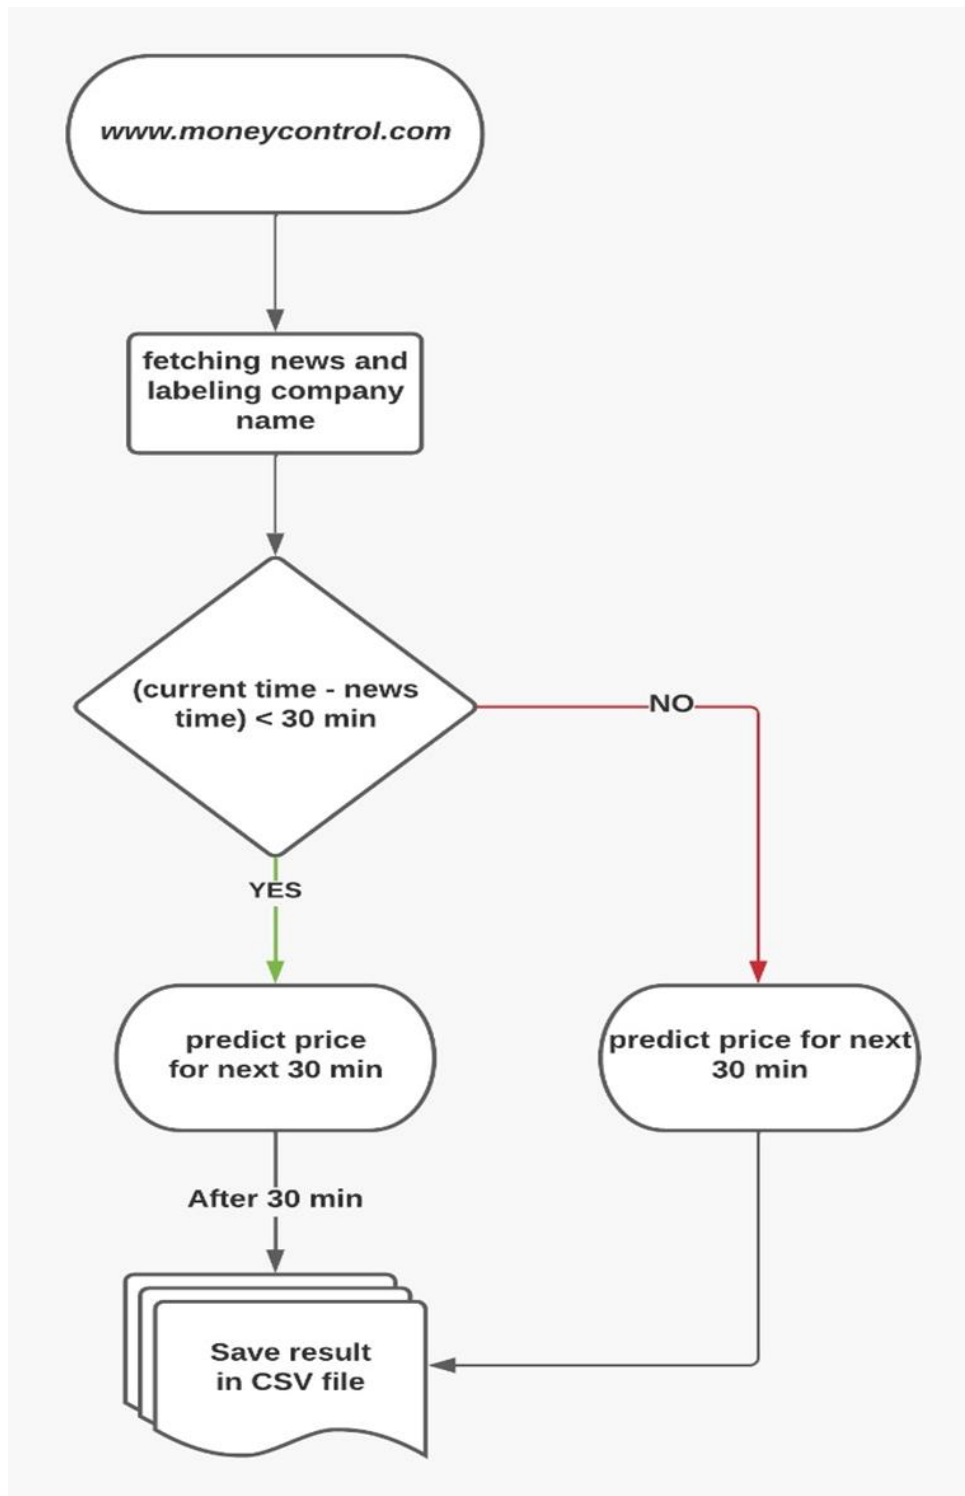 www.moneycontrol.com
fetching news and
labeling company
name
(current time - news
time) < 30 min
NO
YES
predict price
for next 30 min
predict price for next
30 min
After 30 min
Save result
in CSV file